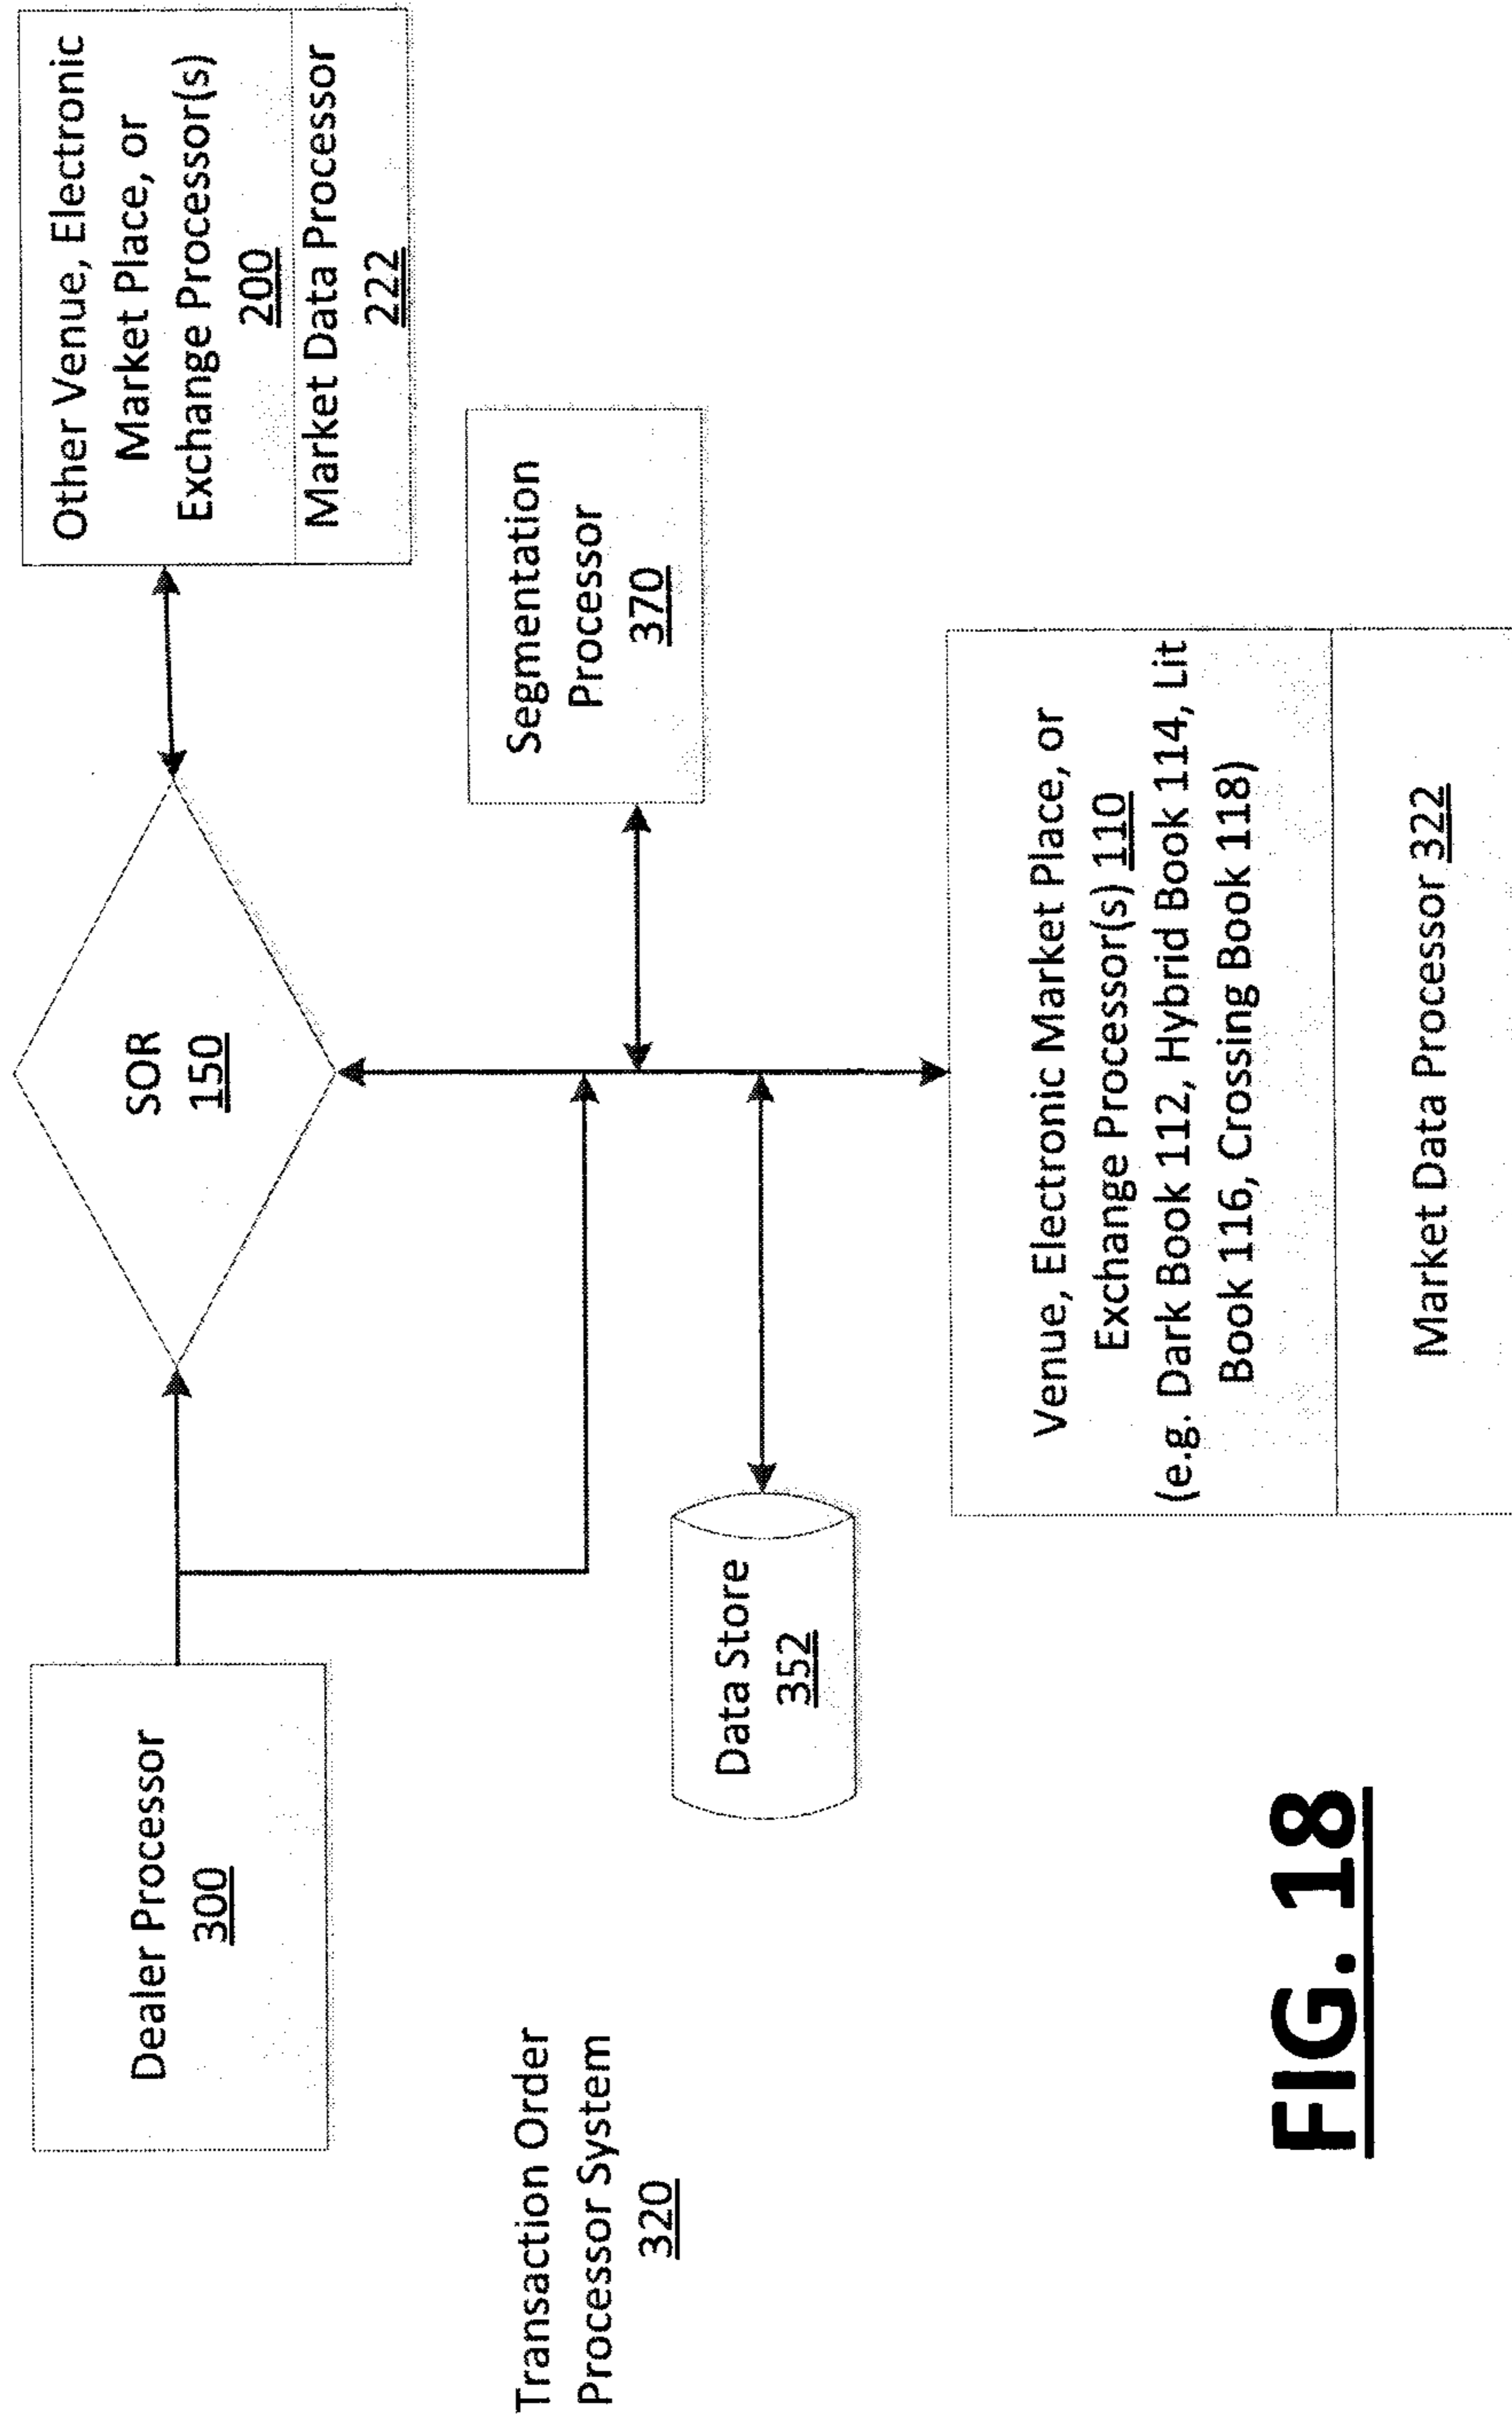 Dealer Processor
300
SOR
150
Other Venue, Electronic
Market Place, or
Exchange Processor(s)
200
Market Data Processor
222
Transaction Order
Processor System
320
Data Store
352
Segmentation
Processor
370
Venue, Electronic Market Place, or
Exchange Processor(s) 110
(e.g. Dark Book 112, Hybrid Book 114, Lit
Book 116, Crossing Book 118)
Market Data Processor 322
FIG. 18